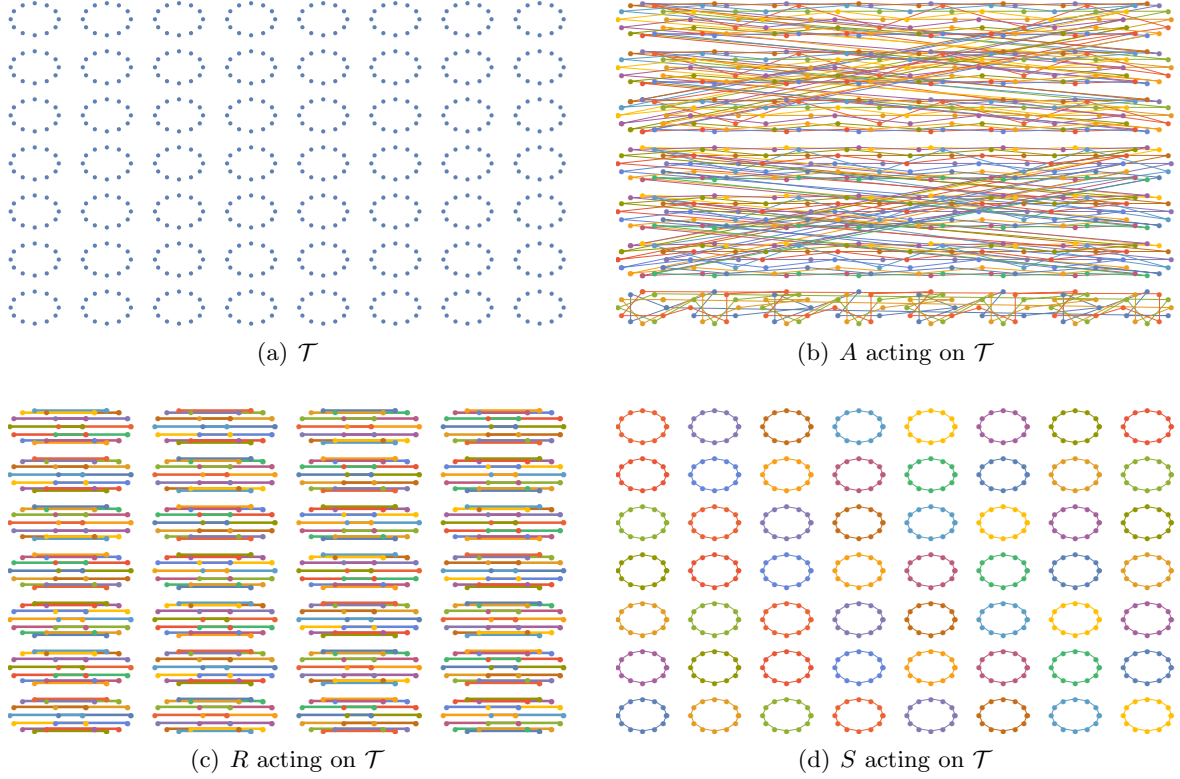 (a) 𝒯
(b) A acting on 𝒯
(c) R acting on 𝒯
(d) S acting on 𝒯